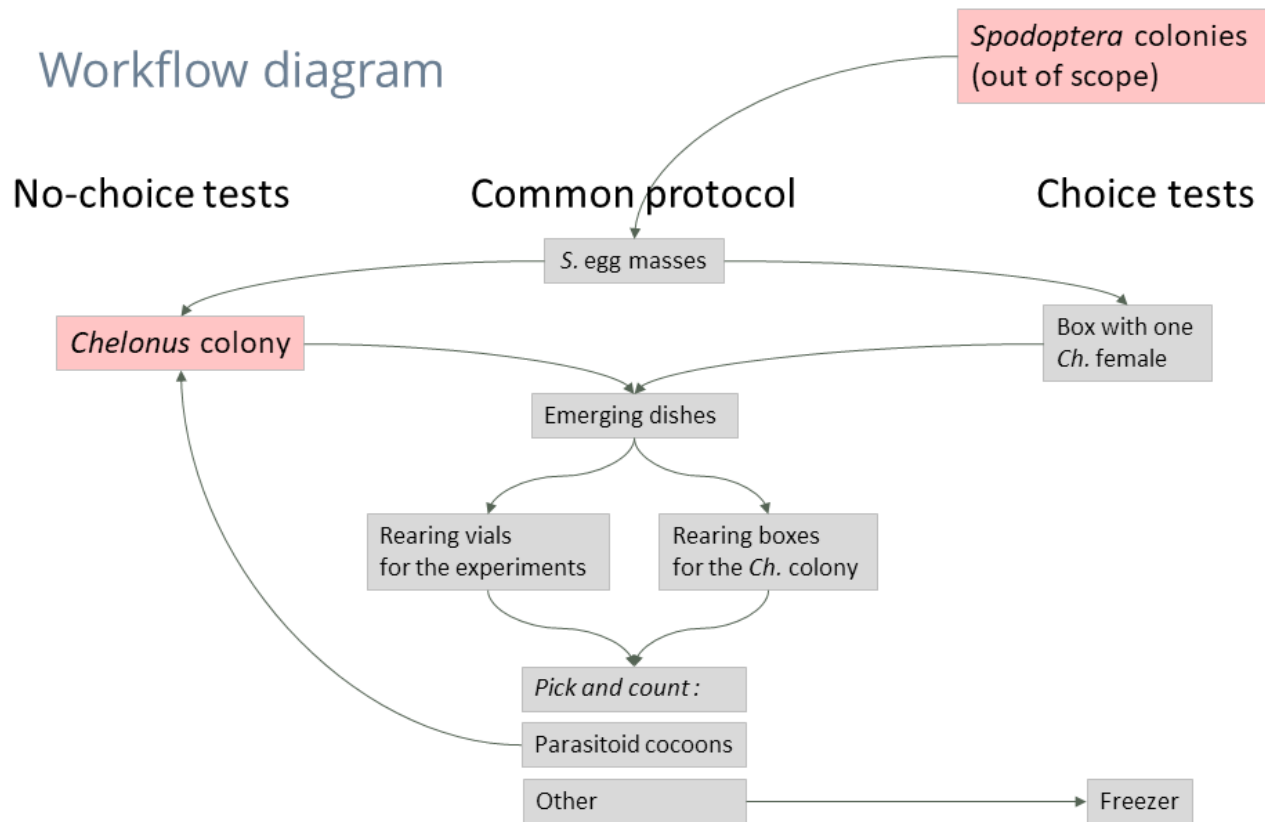 Spodoptera colonies
(out of scope)
Workflow diagram
No-choice tests
Common protocol
Choice tests
S. egg masses
Chelonus colony
Box with one
Ch. female
Emerging dishes
Rearing vials
for the experiments
Rearing boxes
for the Ch. colony
Pick and count :
Parasitoid cocoons
Other
Freezer